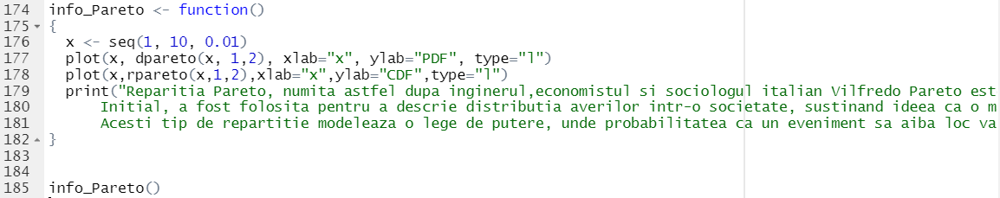 174 info_Pareto <- function()
175 {
176 x <- seq(1, 10, 0.01)
177 plot(x, dpareto(x, 1,2), xlab="x", ylab="PDF", type="l")
178 plot(x,rpareto(x,1,2),xlab="x",ylab="CDF",type="l")
179 print("Reparitia Pareto, numita astfel dupa inginerul,economistul si sociologul italian Vilfredo Pareto est
180 Initial, a fost folosita pentru a descrie distributia averilor intr-o societate, sustinand ideea ca o m
181 Acesti tip de repartitie modeleaza o lege de putere, unde probabilitatea ca un eveniment sa aiba loc va
182 }
183
184
185 info_Pareto()